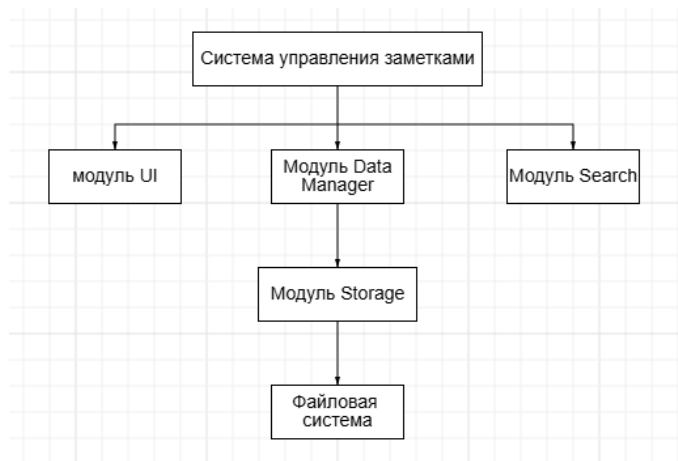 Система управления заметками
модуль UI
Модуль Data
Manager
Модуль Search
Модуль Storage
Файловая
система